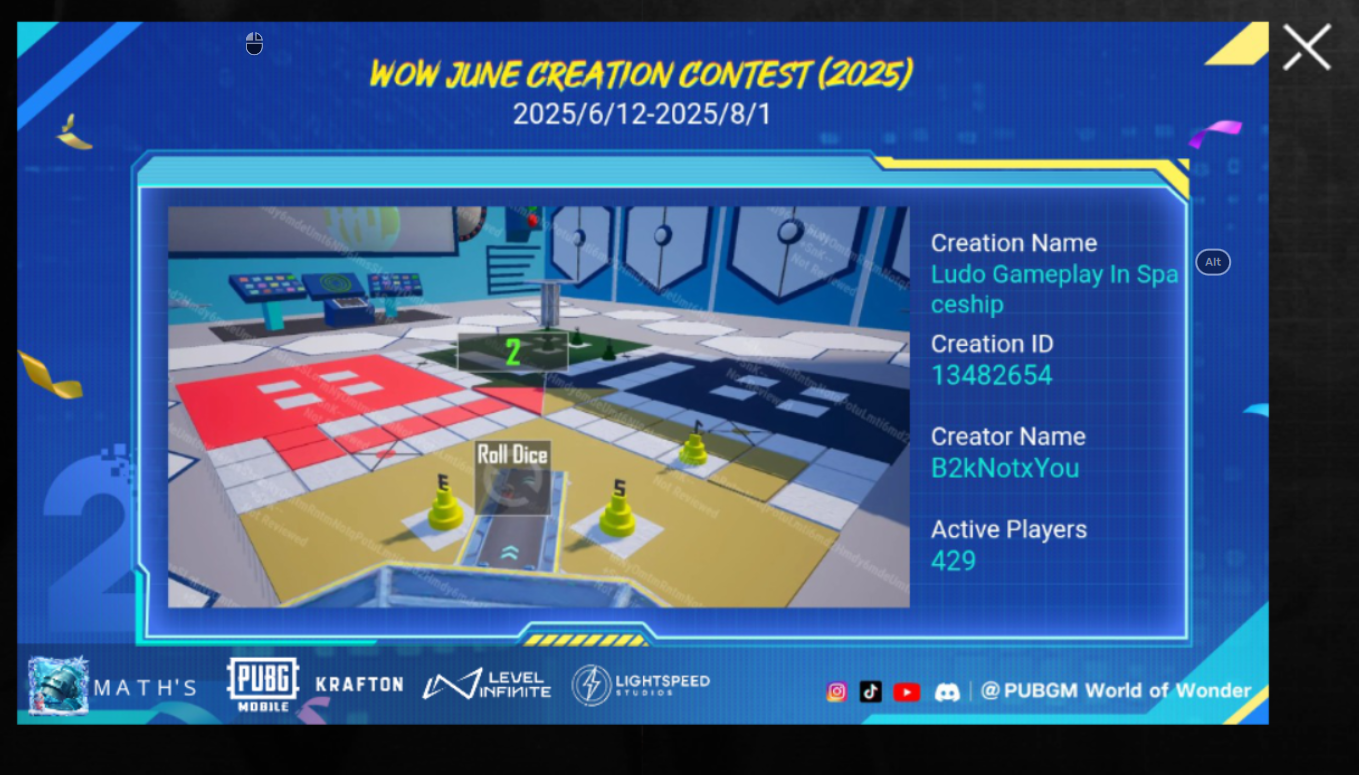 WOW JUNE CREATION CONTEST (2025)
2025/6/12-2025/8/1
Creation Name
Ludo Gameplay In Spa
ceship
Alt
Creation ID
13482654
2
Creator Name
B2kNotxYou
Roll Dice
E
S
Active Players
429
MATH'S
PUBG
MOBILE
KRAFTON
LEVEL
INFINITE
LIGHTSPEED
STUDIOS
@PUBGM World of Wonder